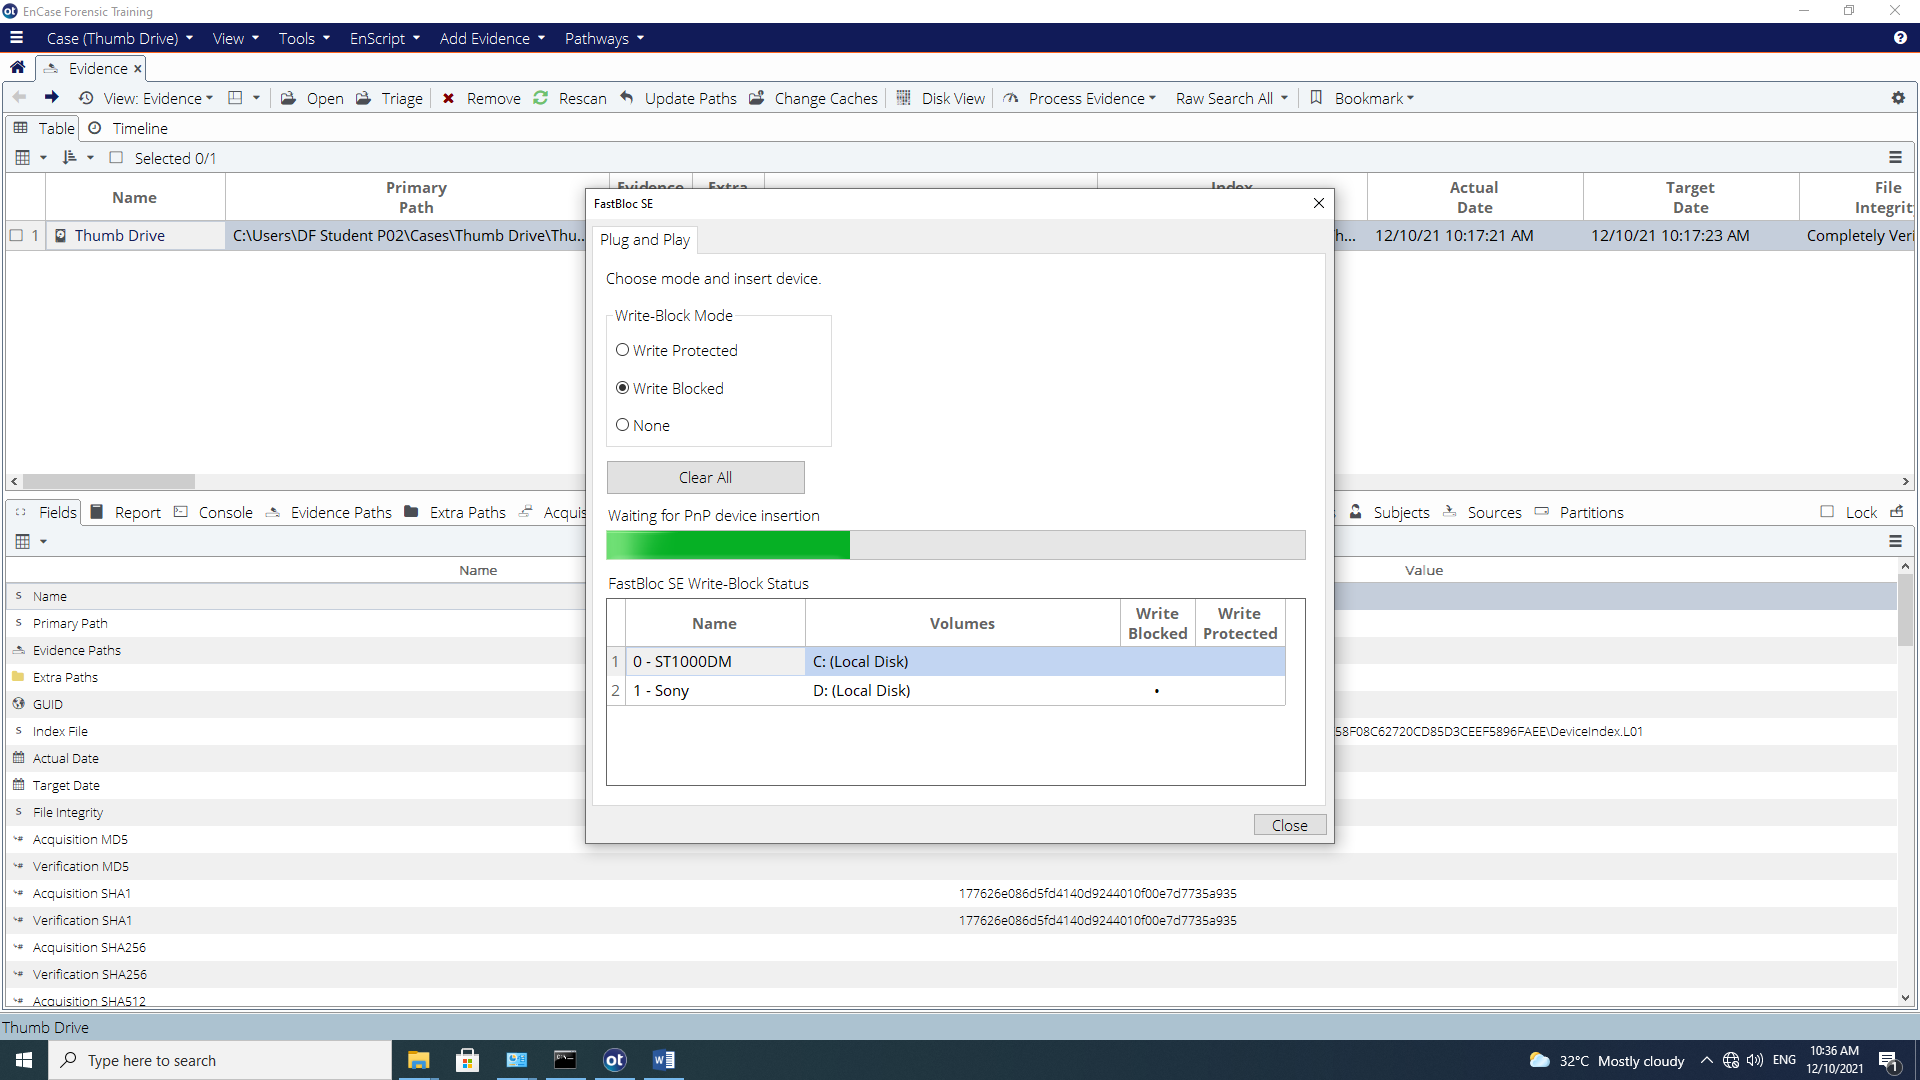 EnCase Forensic Training
Case (Thumb Drive) View Tools EnScript Add Evidence Pathways
Evidence
View: Evidence Open Triage Remove Rescan Update Paths Change Caches Disk View Process Evidence Raw Search All Bookmark
Table Timeline
Selected 0/1
Name Primary Path Evidence Extra Index Actual Date Target Date File Integrit
1 Thumb Drive C:\Users\DF Student P02\Cases\Thumb Drive\Thu... h... 12/10/21 10:17:21 AM 12/10/21 10:17:23 AM Completely Veri
FastBloc SE
Plug and Play
Choose mode and insert device.
Write-Block Mode
Write Protected
Write Blocked
None
Clear All
Waiting for PnP device insertion
FastBloc SE Write-Block Status
Name Volumes Write Blocked Write Protected
1 0 - ST1000DM C: (Local Disk)
2 1 - Sony D: (Local Disk) •
Close
Fields Report Console Evidence Paths Extra Paths Acquis Subjects Sources Partitions Lock
Name Value
Name
Primary Path
Evidence Paths
Extra Paths
GUID
Index File 58F08C62720CD85D3CEEF5896FAEE\DeviceIndex.L01
Actual Date
Target Date
File Integrity
Acquisition MD5
Verification MD5
Acquisition SHA1 177626e086d5fd4140d9244010f00e7d7735a935
Verification SHA1 177626e086d5fd4140d9244010f00e7d7735a935
Acquisition SHA256
Verification SHA256
Acquisition SHA512
Thumb Drive
Type here to search
ot
32°C Mostly cloudy ENG 10:36 AM
12/10/2021
1